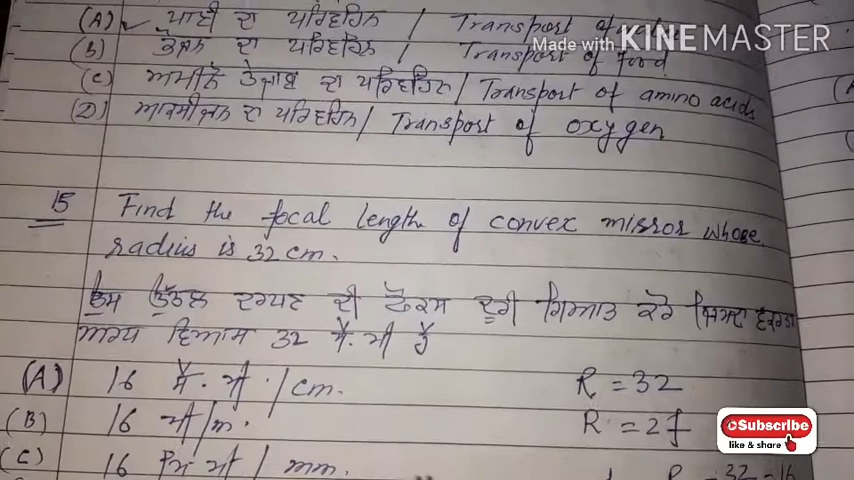 (A) ਪਾਣੀ ਦਾ ਪਰਿਵਹਿਨ / Transport of
Made with KINEMASTER
(B) ਭੋਜਨ ਦਾ ਪਰਿਵਹਿਨ / Transport of Food
(C) ਅਮੀਨੋ ਤੇਜ਼ਾਬ ਦਾ ਪਰਿਵਹਿਨ / Transport of amino acids
(D) ਆਕਸੀਜਨ ਦਾ ਪਰਿਵਹਿਨ / Transport of oxygen
15 Find the focal length of convex mirror whose
radius is 32 cm.
ਉੱਤਲ ਦਰਪਣ ਦੀ ਫੋਕਸ ਦੂਰੀ ਗਿਆਤ ਕਰੋ ਜਿਸਦਾ ਵਕਰਤਾ
ਅਰਧ ਵਿਆਸ 32 ਸੈਂ. ਮੀ ਹੈ
(A) 16 ਸੈਂ. ਮੀ. / cm. R = 32
(B) 16 ਮੀ / m. R = 2f
Subscribe
like & share
(C) 16 ਮਿ ਮੀ / mm. R = 32 = 16